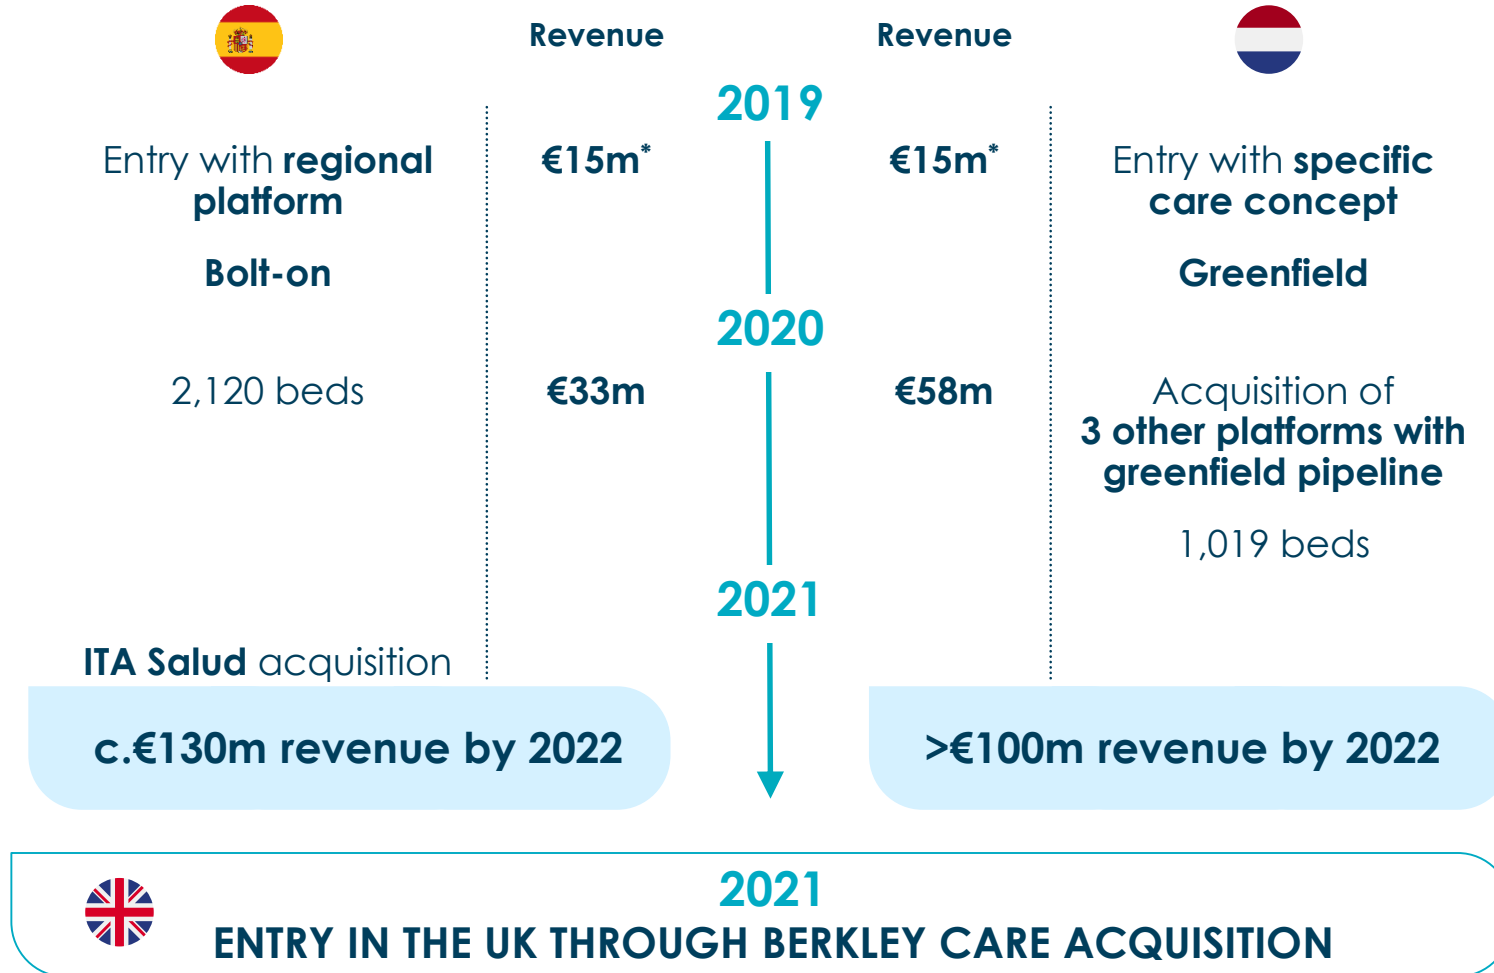 Revenue
Revenue
2019
Entry with regional
platform
Bolt-on
€15m*
€15m*
Entry with specific
care concept
Greenfield
2020
2,120 beds
€33m
€58m
Acquisition of
3 other platforms with
greenfield pipeline
1,019 beds
2021
ITA Salud acquisition
c.€130m revenue by 2022
>€100m revenue by 2022
2021
ENTRY IN THE UK THROUGH BERKLEY CARE ACQUISITION